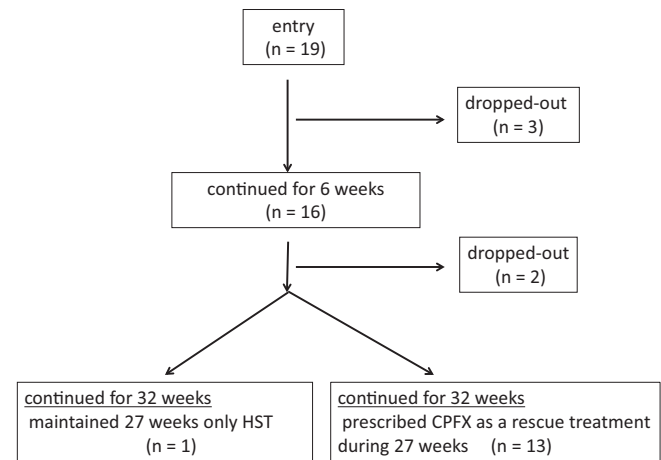 entry
(n = 19)
dropped-out
(n = 3)
continued for 6 weeks
(n = 16)
dropped-out
(n = 2)
continued for 32 weeks
maintained 27 weeks only HST
(n = 1)
continued for 32 weeks
prescribed CPFX as a rescue treatment
during 27 weeks (n = 13)